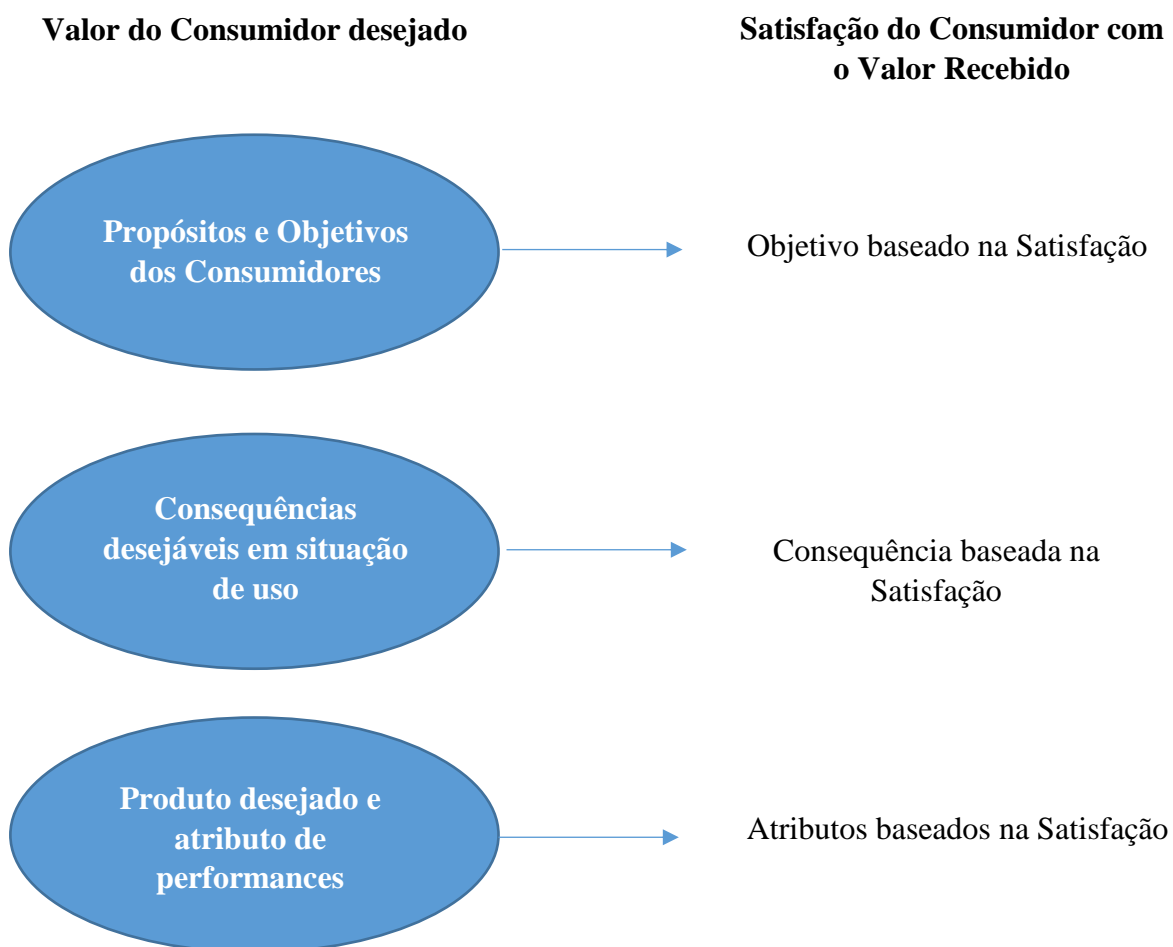 Valor do Consumidor desejado
Satisfação do Consumidor com
o Valor Recebido
Propósitos e Objetivos
dos Consumidores
Objetivo baseado na Satisfação
Consequências
desejáveis em situação
de uso
Consequência baseada na
Satisfação
Produto desejado e
atributo de
performances
Atributos baseados na Satisfação